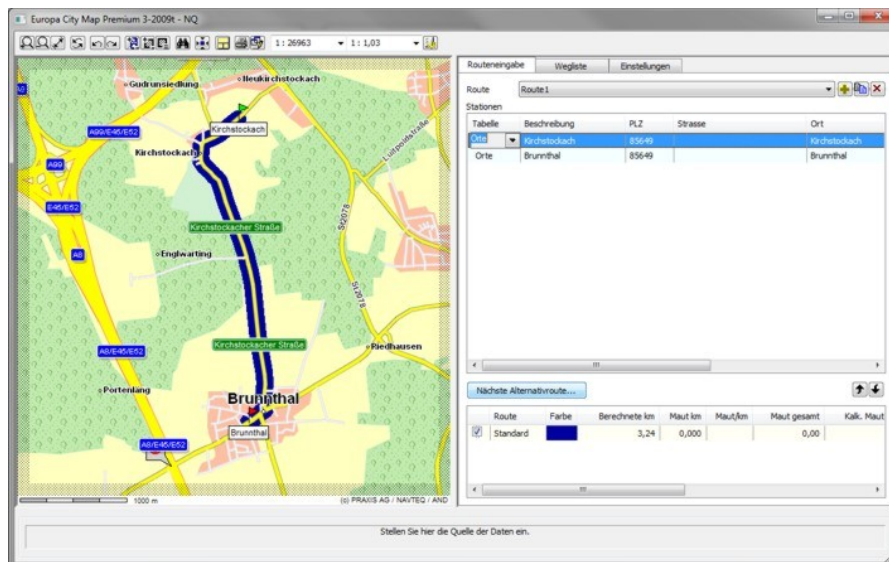 Europa City Map Premium 3-2009t - NQ
1 : 26963
1 : 1,03
Gudrunsiedlung
Neukirchstockach
A99/E45/E52
Kirchstockach
Kirchstockach
Luitpoldstraße
A99
E45/E52
Kirchstockacher Straße
St2078
A8
Englwarting
St2078
A8/E45/E52
Kirchstockacher Straße
Riedhausen
Portenlang
Brunnthal
Brunnthal
A8/E45/E52
1000 m
(c) PRAXIS AG / NAVTEQ / AND
Routeneingabe Wegliste Einstellungen
Route Route1
Stationen
Tabelle Beschreibung PLZ Strasse Ort
Orte Kirchstockach 85649 Kirchstockach
Orte Brunnthal 85649 Brunnthal
Nächste Alternativroute...
Route Farbe Berechnete km Maut km Maut/km Maut gesamt Kalk. Maut
Standard 3,24 0,000 0,00
Stellen Sie hier die Quelle der Daten ein.